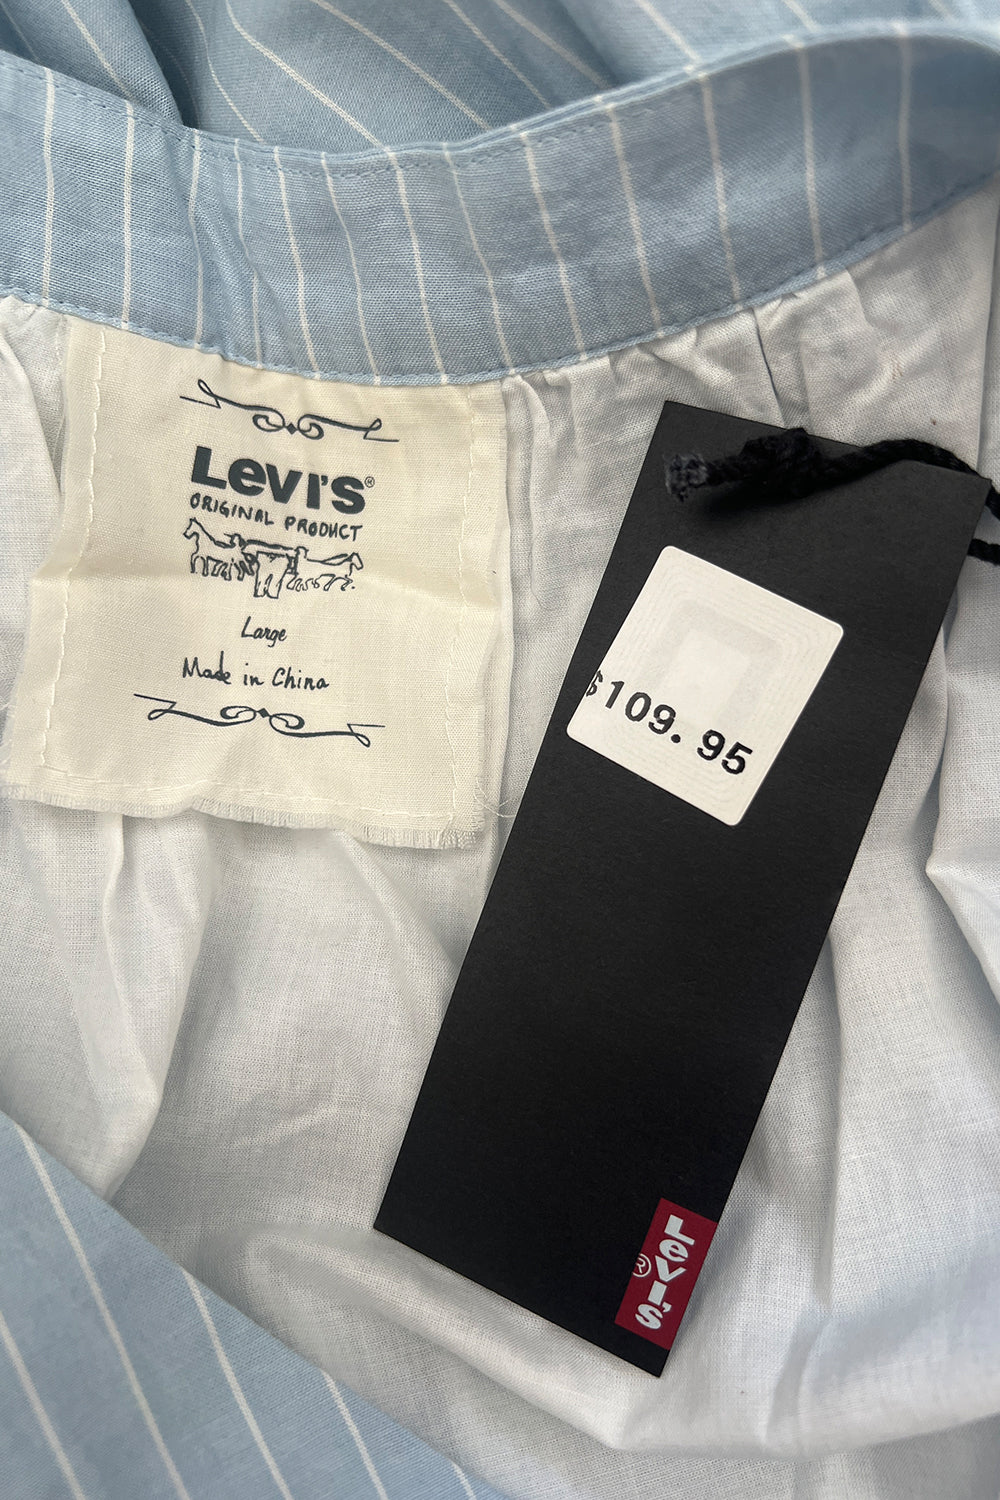 Levi's®
ORIGINAL PRODUCT
Large
Made in China
$109.95
Levi's®